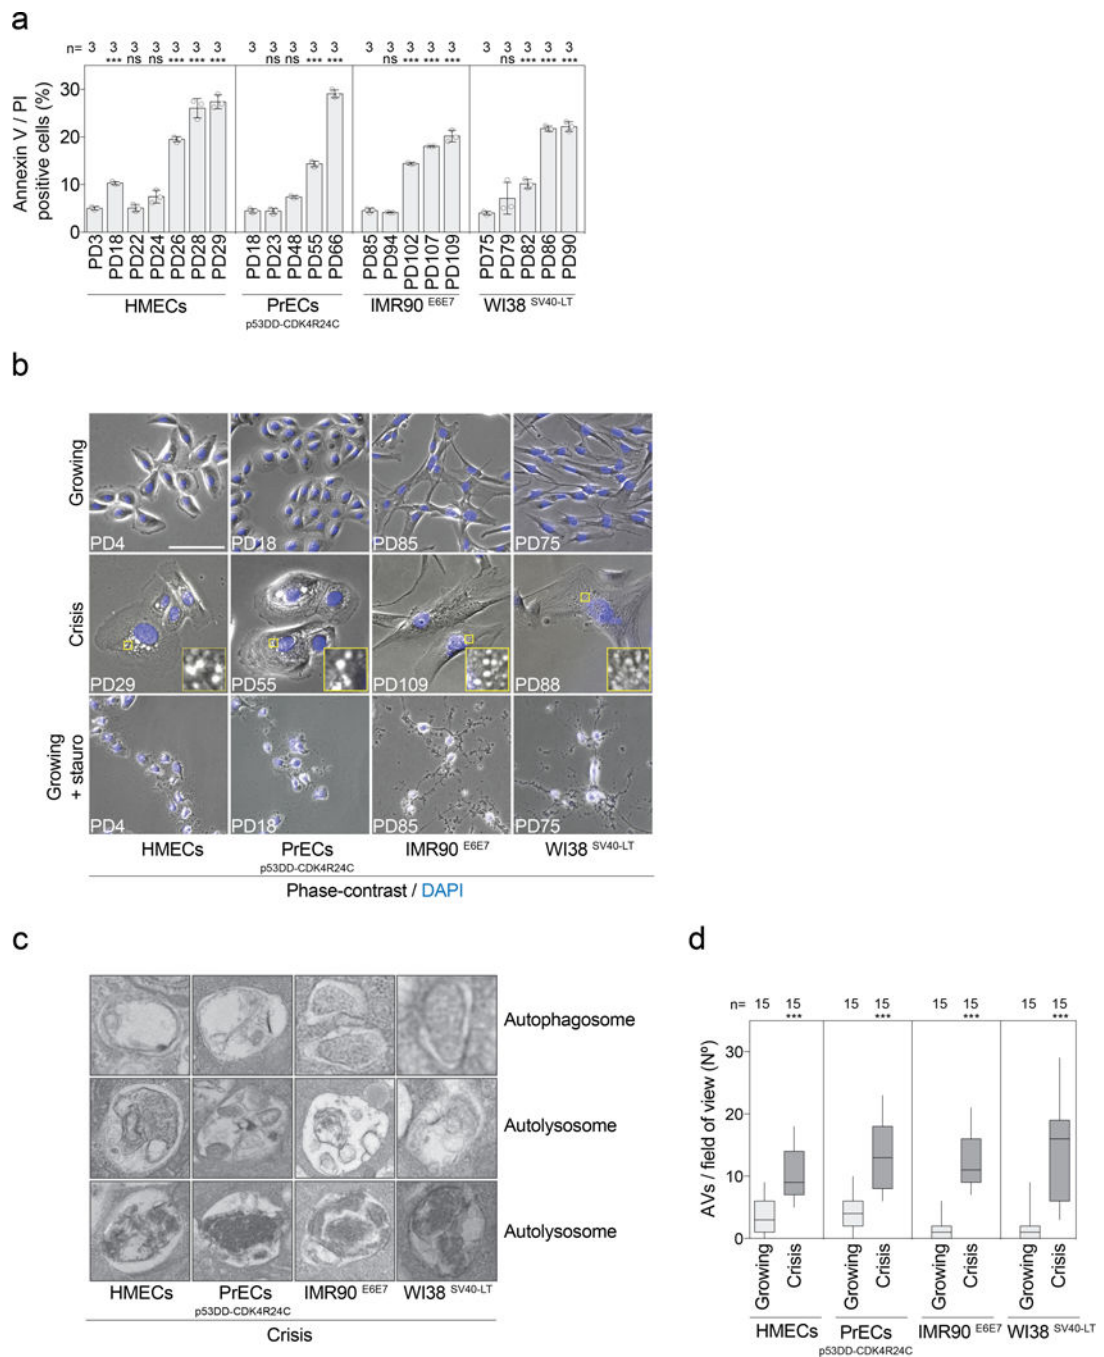 a
n= 3 3 3 3 3 3 3 3 3 3 3 3 3 3 3 3 3 3 3 3 3 3
*** ns ns *** *** *** ns ns *** *** ns *** *** *** ns *** *** ***
Annexin V / PI
positive cells (%)
30
20
10
0
PD3 PD18 PD22 PD24 PD26 PD28 PD29 PD18 PD23 PD48 PD55 PD66 PD85 PD94 PD102 PD107 PD109 PD75 PD79 PD82 PD86 PD90
HMECs PrECs IMR90 E6E7 WI38 SV40-LT
p53DD-CDK4R24C
b
Growing
PD4 PD18 PD85 PD75
Crisis
PD29 PD55 PD109 PD88
Growing
+ stauro
PD4 PD18 PD85 PD75
HMECs PrECs IMR90 E6E7 WI38 SV40-LT
p53DD-CDK4R24C
Phase-contrast / DAPI
c
Autophagosome
Autolysosome
Autolysosome
HMECs PrECs IMR90 E6E7 WI38 SV40-LT
p53DD-CDK4R24C
Crisis
d
n= 15 15 15 15 15 15 15 15
*** *** *** ***
AVs / field of view (Nº)
30
20
10
0
Growing Crisis Growing Crisis Growing Crisis Growing Crisis
HMECs PrECs IMR90 E6E7 WI38 SV40-LT
p53DD-CDK4R24C